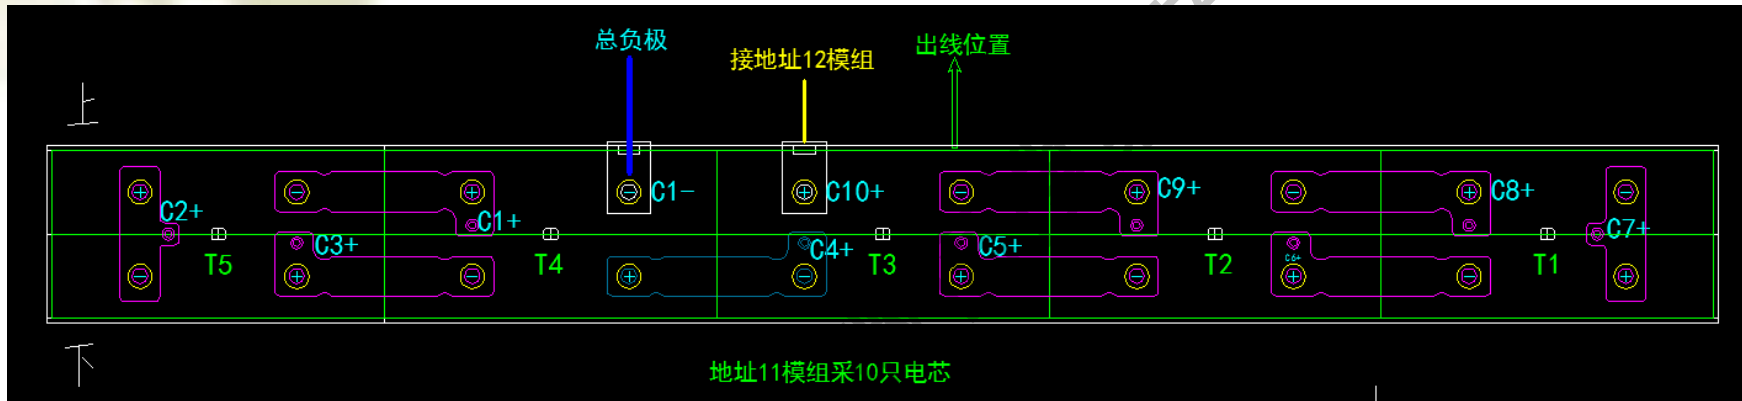 总负极
接地址12模组
出线位置
上
C2+
C3+
C1+
C1-
C10+
C4+
C5+
C9+
C6+
C8+
C7+
T5
T4
T3
T2
T1
下
地址11模组采10只电芯